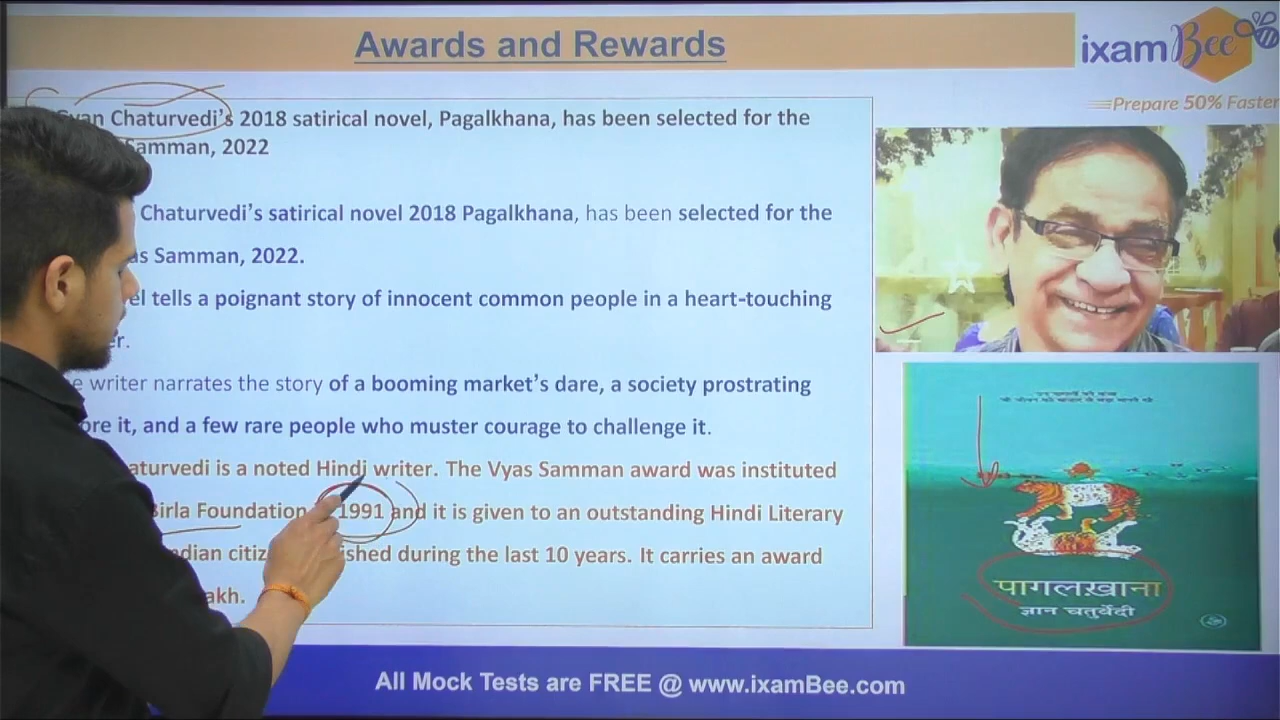 Awards and Rewards
ixamBee
Prepare 50% Faster
Gyan Chaturvedi's 2018 satirical novel, Pagalkhana, has been selected for the
Samman, 2022
Chaturvedi's satirical novel 2018 Pagalkhana, has been selected for the
as Samman, 2022.
el tells a poignant story of innocent common people in a heart-touching
er.
e writer narrates the story of a booming market's dare, a society prostrating
ore it, and a few rare people who muster courage to challenge it.
aturvedi is a noted Hindi writer. The Vyas Samman award was instituted
Birla Foundation 1991 and it is given to an outstanding Hindi Literary
ndian citiz shed during the last 10 years. It carries an award
akh.
पागलख़ाना
ज्ञान चतुर्वेदी
All Mock Tests are FREE @ www.ixamBee.com